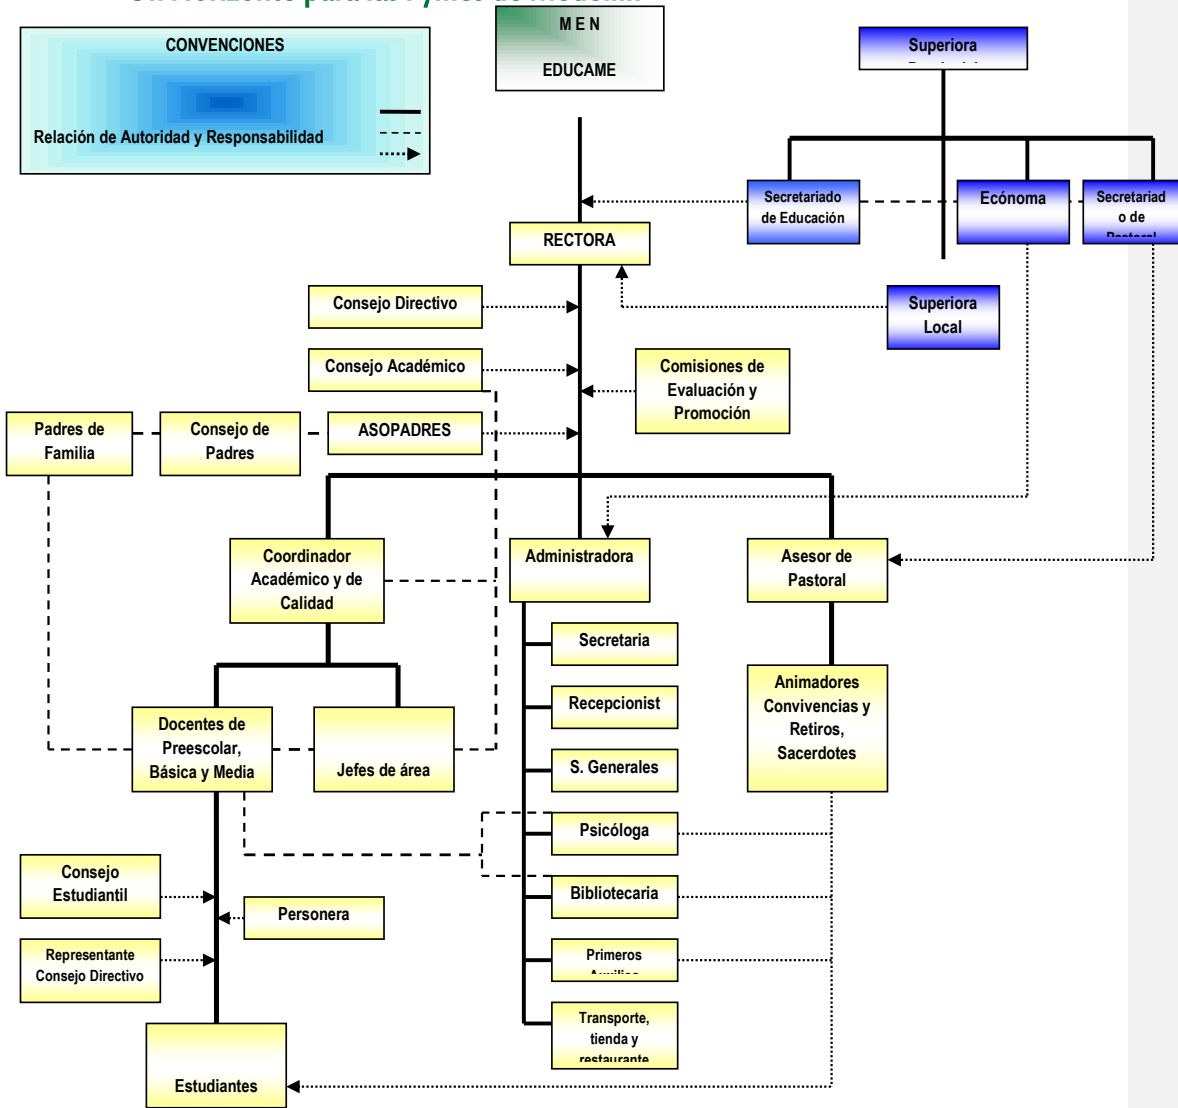 CONVENCIONES
Relación de Autoridad y Responsabilidad
M E N
EDUCAME
Superiora
Secretariado
de Educación
Ecónoma
Secretariad
o de
RECTORA
Superiora
Local
Consejo Directivo
Consejo Académico
Comisiones de
Evaluación y
Promoción
Padres de
Familia
Consejo de
Padres
ASOPADRES
Coordinador
Académico y de
Calidad
Administradora
Asesor de
Pastoral
Secretaria
Recepcionist
S. Generales
Psicóloga
Bibliotecaria
Primeros
Transporte,
tienda y
restaurante
Animadores
Convivencias y
Retiros,
Sacerdotes
Docentes de
Preescolar,
Básica y Media
Jefes de área
Consejo
Estudiantil
Personera
Representante
Consejo Directivo
Estudiantes